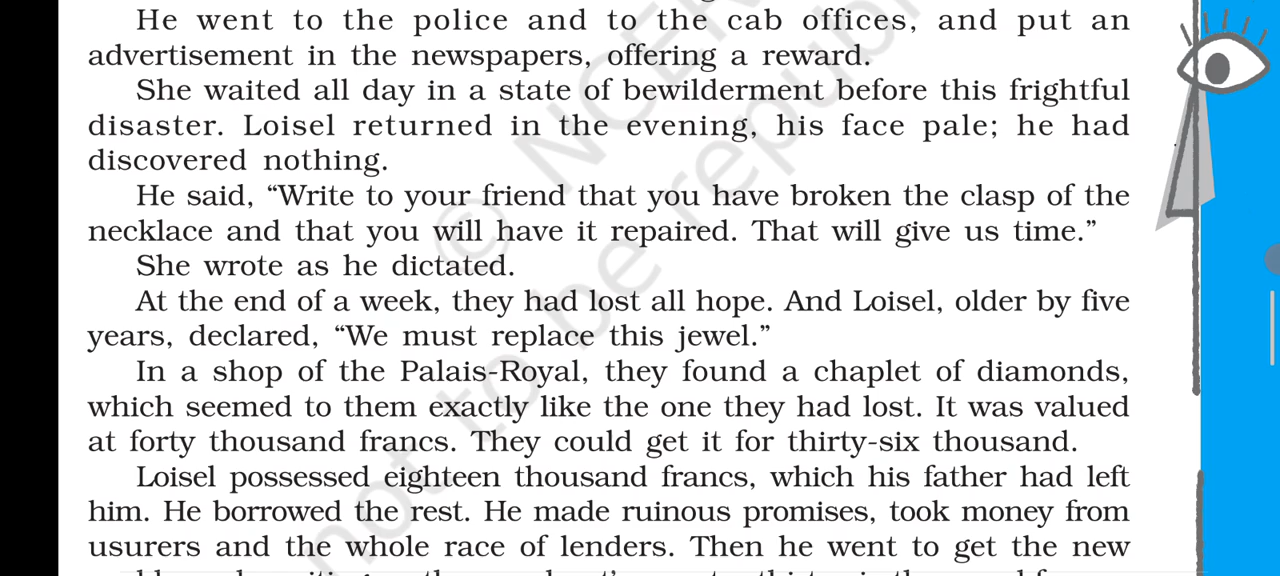 He went to the police and to the cab offices, and put an
advertisement in the newspapers, offering a reward.
She waited all day in a state of bewilderment before this frightful
disaster. Loisel returned in the evening, his face pale; he had
discovered nothing.
He said, “Write to your friend that you have broken the clasp of the
necklace and that you will have it repaired. That will give us time.”
She wrote as he dictated.
At the end of a week, they had lost all hope. And Loisel, older by five
years, declared, “We must replace this jewel.”
In a shop of the Palais-Royal, they found a chaplet of diamonds,
which seemed to them exactly like the one they had lost. It was valued
at forty thousand francs. They could get it for thirty-six thousand.
Loisel possessed eighteen thousand francs, which his father had left
him. He borrowed the rest. He made ruinous promises, took money from
usurers and the whole race of lenders. Then he went to get the new
© NCER
not to be republ